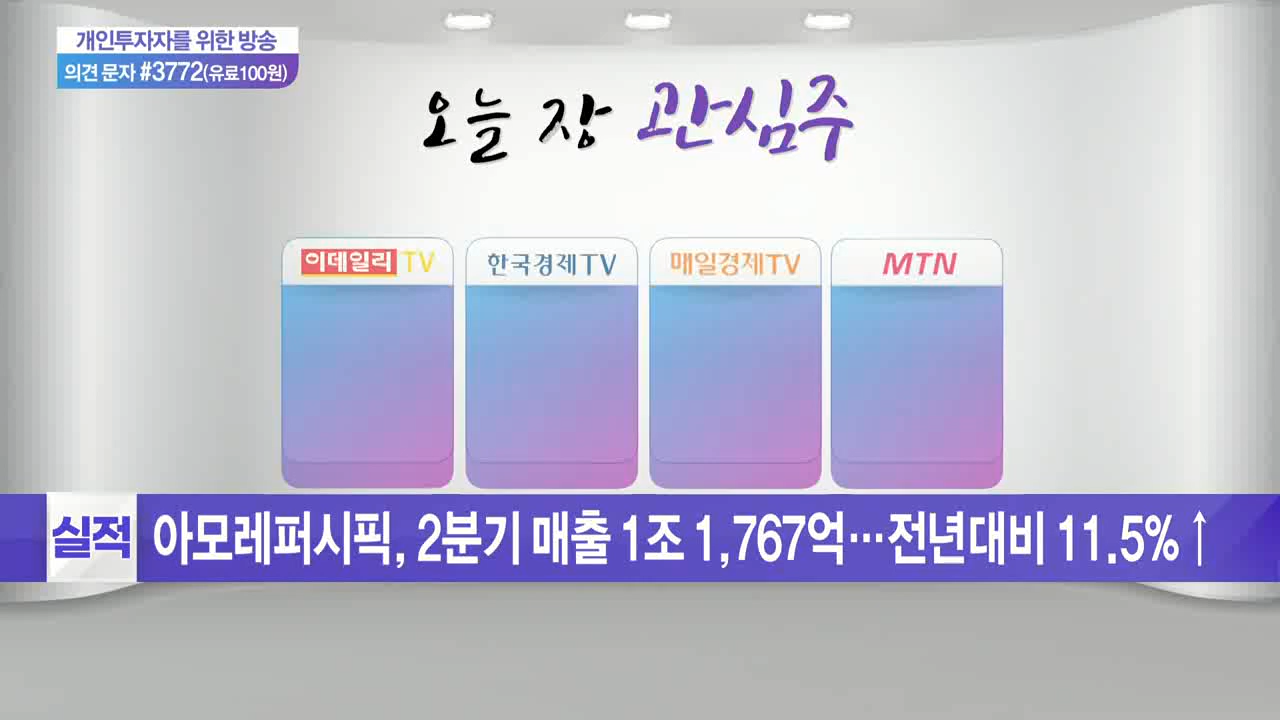 개인투자자를 위한 방송
의견 문자 #3772(유료100원)
오늘 장 관심주
이데일리 TV
한국경제TV
매일경제TV
MTN
실적
아모레퍼시픽, 2분기 매출 1조 1,767억…전년대비 11.5%↑